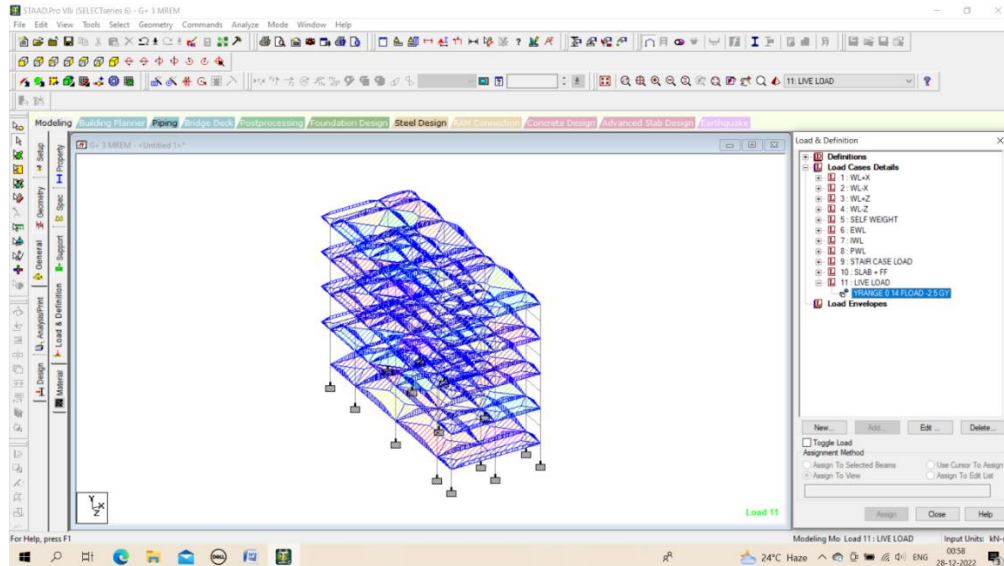 STAAD.Pro V8i (SELECTseries 6) - G+ 3 MREM
File Edit View Tools Select Geometry Commands Analyze Mode Window Help
11: LIVE LOAD
Modeling Building Planner Piping Bridge Deck Postprocessing Foundation Design Steel Design RAM Connection Concrete Design Advanced Slab Design Earthquake
G+ 3 MREM - <Untitled 1>*
Setup
Geometry
General
Analysis/Print
Design
Property
Spec
Support
Load & Definition
Material
Y
X
Z
Load 11
Load & Definition
Definitions
Load Cases Details
1 : WL+X
2 : WL-X
3 : WL+Z
4 : WL-Z
5 : SELF WEIGHT
6 : EWL
7 : IWL
8 : PWL
9 : STAIR CASE LOAD
10 : SLAB + FF
11 : LIVE LOAD
YRANGE 0 14 FLOAD -2.5 GY
Load Envelopes
New... Add... Edit ... Delete...
Toggle Load
Assignment Method
Assign To Selected Beams Use Cursor To Assign
Assign To View Assign To Edit List
Assign Close Help
For Help, press F1 Modeling Mo Load 11 : LIVE LOAD Input Units: kN-
DELL 24°C Haze ENG 00:58
28-12-2022